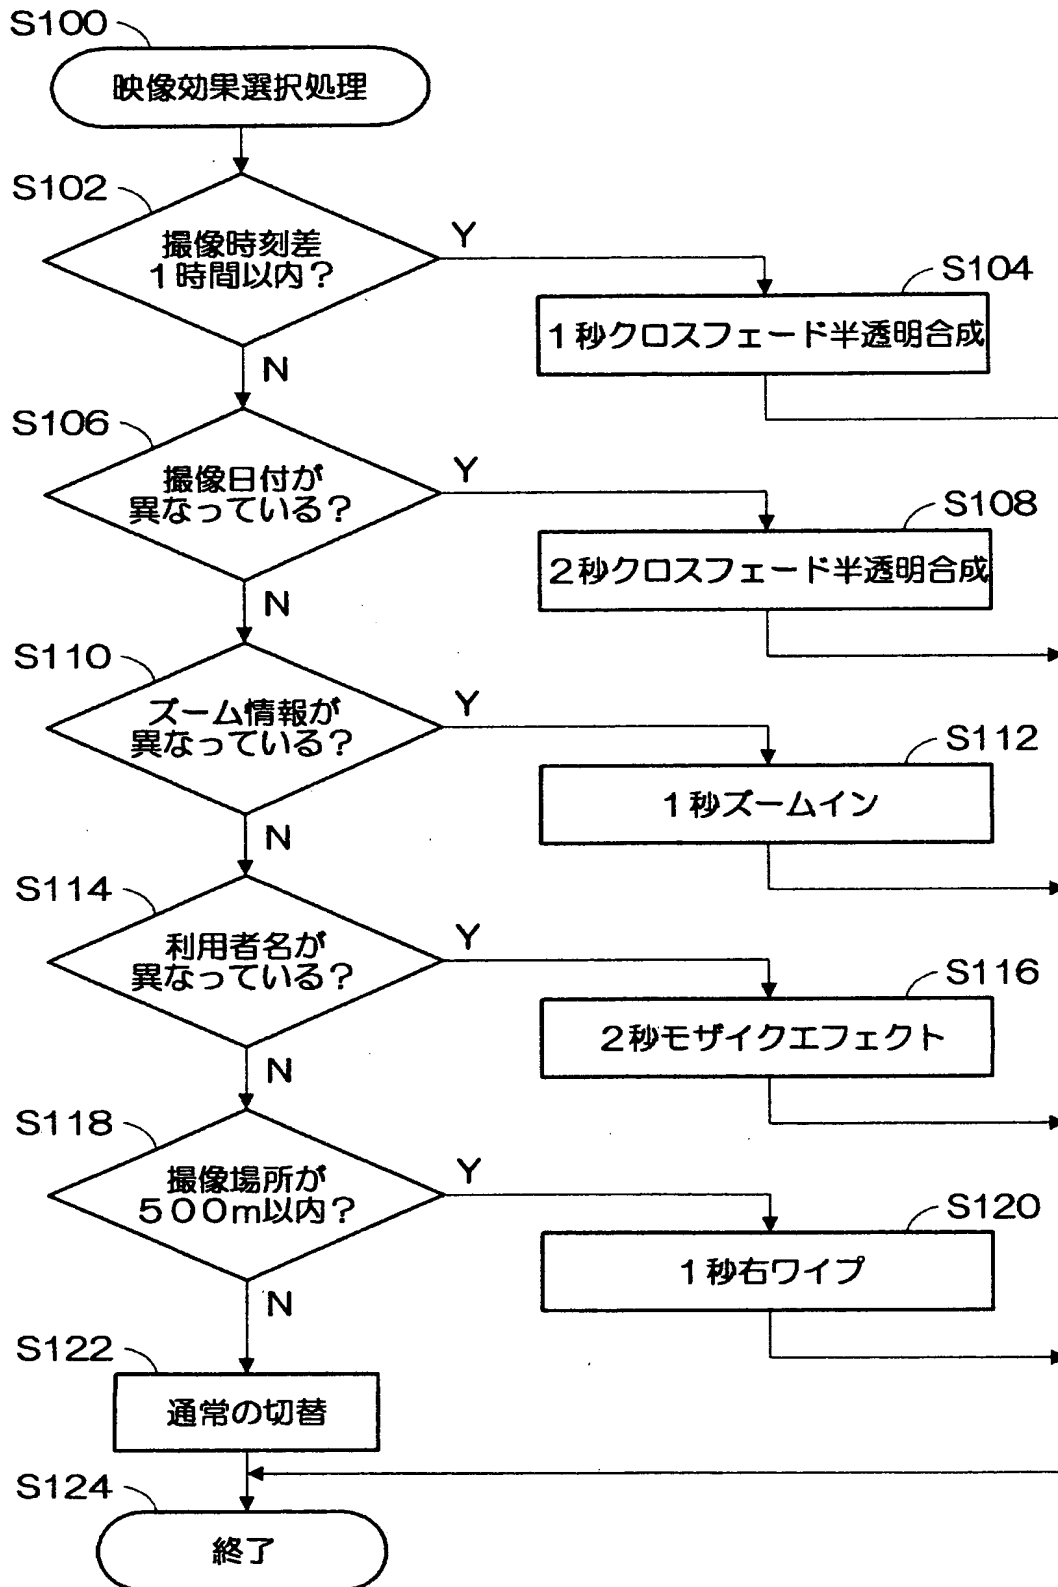 S100
映像効果選択処理
S102
撮像時刻差
1時間以内?
Y
S104
1秒クロスフェード半透明合成
N
S106
撮像日付が
異なっている?
Y
S108
2秒クロスフェード半透明合成
N
S110
ズーム情報が
異なっている?
Y
S112
1秒ズームイン
N
S114
利用者名が
異なっている?
Y
S116
2秒モザイクエフェクト
N
S118
撮像場所が
500m以内?
Y
S120
1秒右ワイプ
N
S122
通常の切替
S124
終了